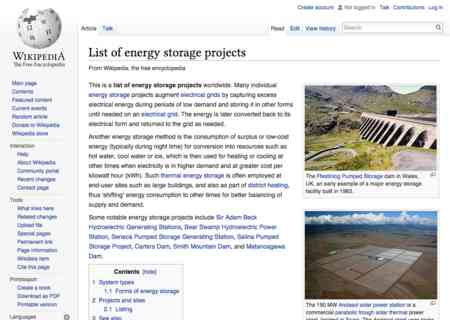 Create account Not logged in Talk Contributions Log in
Article Talk Read Edit View history Search
WIKIPEDIA
The Free Encyclopedia
Main page
Contents
Featured content
Current events
Random article
Donate to Wikipedia
Wikipedia store
Interaction
Help
About Wikipedia
Community portal
Recent changes
Contact page
Tools
What links here
Related changes
Upload file
Special pages
Permanent link
Page information
Wikidata item
Cite this page
Print/export
Create a book
Download as PDF
Printable version
Languages
List of energy storage projects
From Wikipedia, the free encyclopedia
This is a list of energy storage projects worldwide. Many individual
energy storage projects augment electrical grids by capturing excess
electrical energy during periods of low demand and storing it in other forms
until needed on an electrical grid. The energy is later converted back to its
electrical form and returned to the grid as needed.
Another energy storage method is the consumption of surplus or low-cost
energy (typically during night time) for conversion into resources such as
hot water, cool water or ice, which is then used for heating or cooling at
other times when electricity is in higher demand and at greater cost per
kilowatt hour (kWh). Such thermal energy storage is often employed at
end-user sites such as large buildings, and also as part of district heating,
thus 'shifting' energy consumption to other times for better balancing of
supply and demand.
Some notable energy storage projects include Sir Adam Beck
Hydroelectric Generating Stations, Bear Swamp Hydroelectric Power
Station, Seneca Pumped Storage Generating Station, Salina Pumped
Storage Project, Carters Dam, Smith Mountain Dam, and Matanoagawa
Dam.
Contents [hide]
1 System types
1.1 Forms of energy storage
2 Projects and sites
2.1 Listing
3 See also
The Ffestiniog Pumped Storage dam in Wales,
UK, an early example of a major energy storage
facility built in 1963.
The 150 MW Andasol solar power station is a
commercial parabolic trough solar thermal power